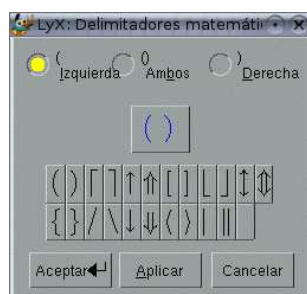 LyX: Delimitadores matemáti
( () )
Izquierda Ambos Derecha
( )
( ) ⌈ ⌉ ↑ ⇑ [ ] ⌊ ⌋ ↕ ⇕
{ } / \ ↓ ⇓ ⟨ ⟩ | ‖
Aceptar Aplicar Cancelar